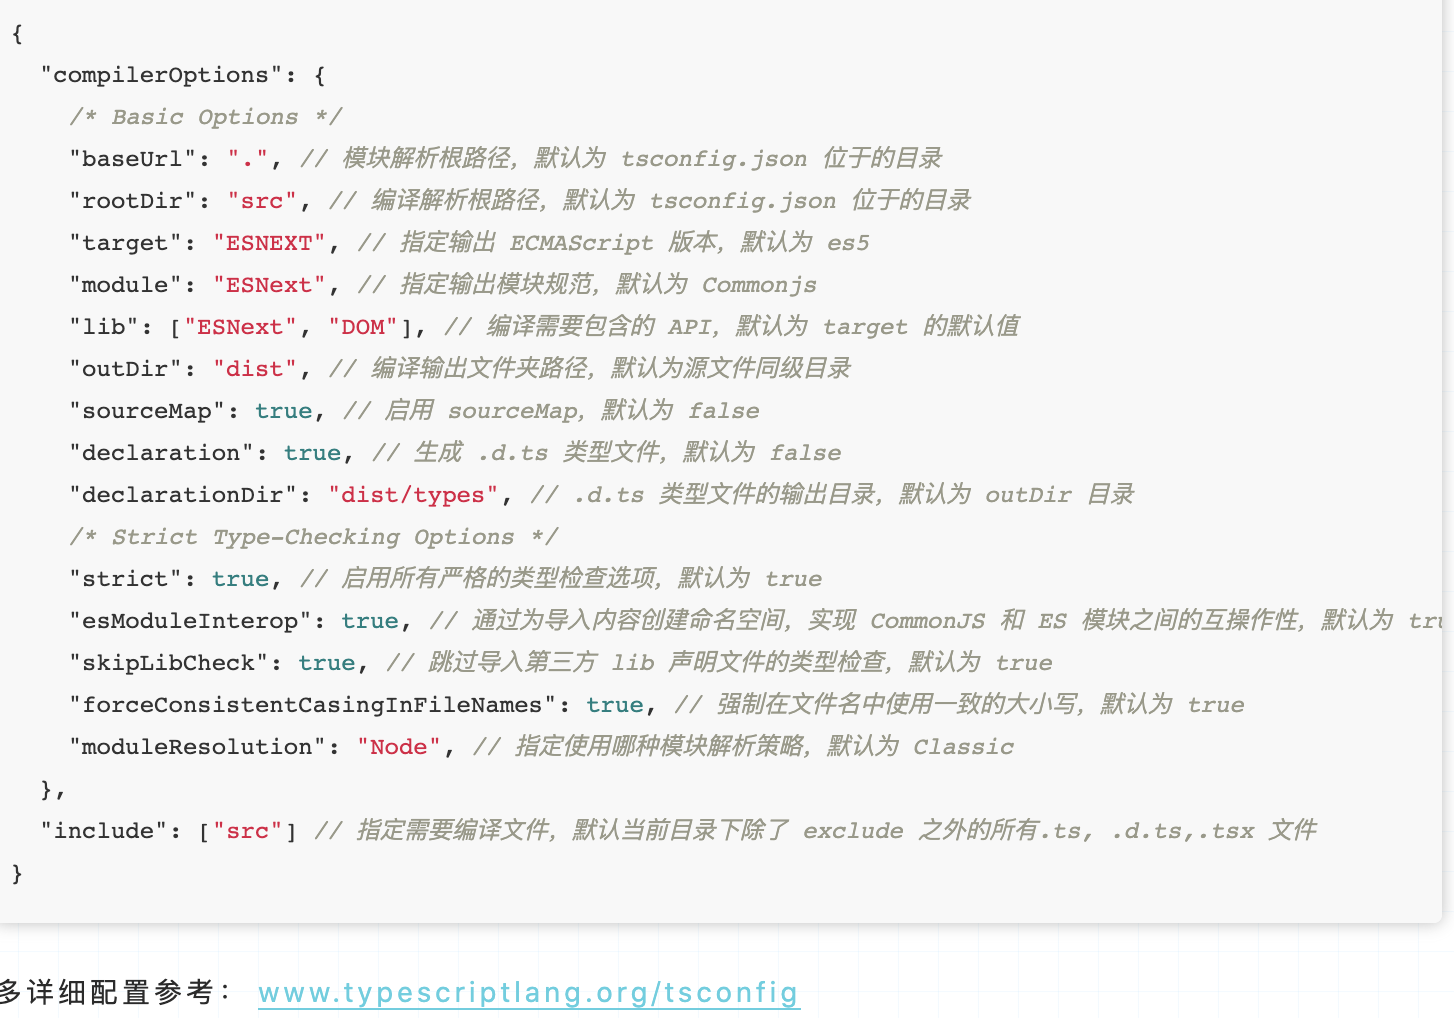 {
  "compilerOptions": {
    /* Basic Options */
    "baseUrl": ".", // 模块解析根路径，默认为 tsconfig.json 位于的目录
    "rootDir": "src", // 编译解析根路径，默认为 tsconfig.json 位于的目录
    "target": "ESNEXT", // 指定输出 ECMAScript 版本，默认为 es5
    "module": "ESNext", // 指定输出模块规范，默认为 Commonjs
    "lib": ["ESNext", "DOM"], // 编译需要包含的 API，默认为 target 的默认值
    "outDir": "dist", // 编译输出文件夹路径，默认为源文件同级目录
    "sourceMap": true, // 启用 sourceMap，默认为 false
    "declaration": true, // 生成 .d.ts 类型文件，默认为 false
    "declarationDir": "dist/types", // .d.ts 类型文件的输出目录，默认为 outDir 目录
    /* Strict Type-Checking Options */
    "strict": true, // 启用所有严格的类型检查选项，默认为 true
    "esModuleInterop": true, // 通过为导入内容创建命名空间，实现 CommonJS 和 ES 模块之间的互操作性，默认为 tru
    "skipLibCheck": true, // 跳过导入第三方 lib 声明文件的类型检查，默认为 true
    "forceConsistentCasingInFileNames": true, // 强制在文件名中使用一致的大小写，默认为 true
    "moduleResolution": "Node", // 指定使用哪种模块解析策略，默认为 Classic
  },
  "include": ["src"] // 指定需要编译文件，默认当前目录下除了 exclude 之外的所有.ts, .d.ts,.tsx 文件
}
多详细配置参考： www.typescriptlang.org/tsconfig